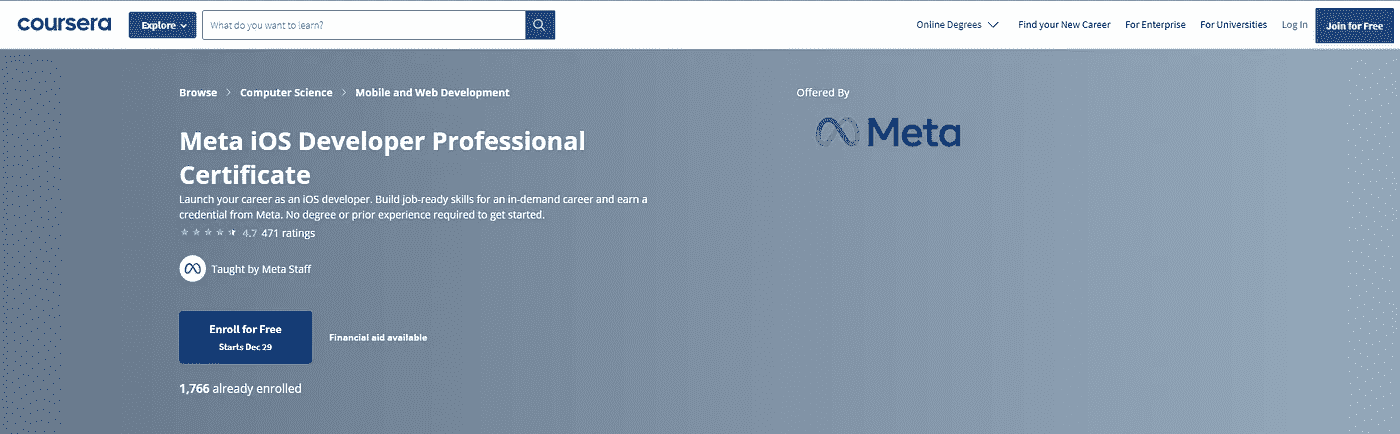 coursera
Explore
What do you want to learn?
Online Degrees
Find your New Career
For Enterprise
For Universities
Log In
Join for Free
Browse
Computer Science
Mobile and Web Development
Offered By
Meta
Meta iOS Developer Professional
Certificate
Launch your career as an iOS developer. Build job-ready skills for an in-demand career and earn a
credential from Meta. No degree or prior experience required to get started.
4.7 471 ratings
Taught by Meta Staff
Enroll for Free
Starts Dec 29
Financial aid available
1,766 already enrolled